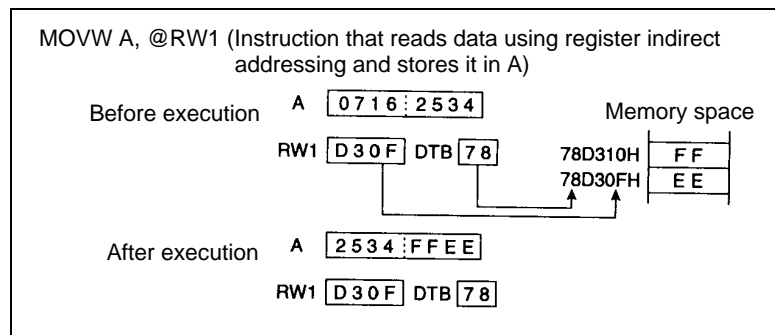 MOVW A, @RW1 (Instruction that reads data using register indirect
addressing and stores it in A)
Before execution A 0716 2534 Memory space
RW1 D30F DTB 78 78D310H FF
78D30FH EE
After execution A 2534 FFEE
RW1 D30F DTB 78